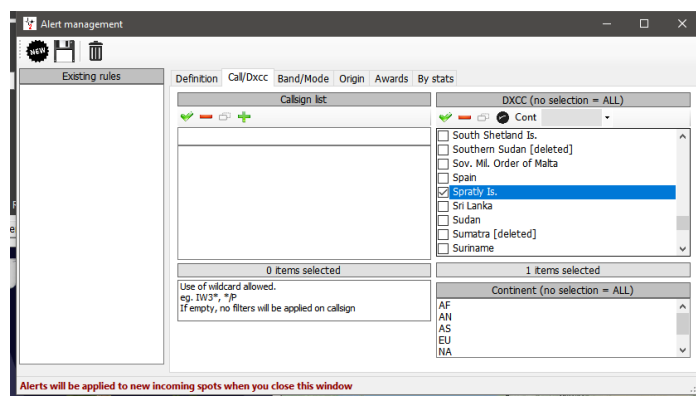 Alert management
NEW
Existing rules
Definition Call/Dxcc Band/Mode Origin Awards By stats
Callsign list
DXCC (no selection = ALL)
Cont
South Shetland Is.
Southern Sudan [deleted]
Sov. Mil. Order of Malta
Spain
Spratly Is.
Sri Lanka
Sudan
Sumatra [deleted]
Suriname
0 items selected
1 items selected
Use of wildcard allowed.
eg. IW3*, */P
If empty, no filters will be applied on callsign
Continent (no selection = ALL)
AF
AN
AS
EU
NA
Alerts will be applied to new incoming spots when you close this window